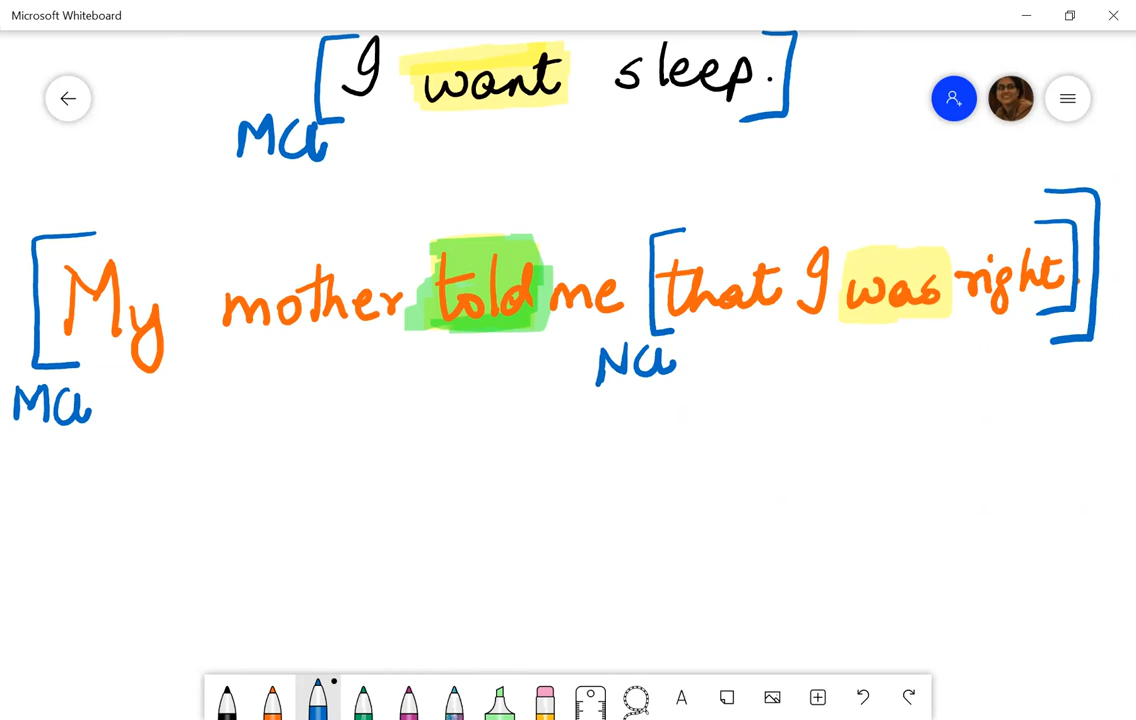 Microsoft Whiteboard
[I want sleep.]
MCl
[My mother told me [that I was right.]]
NCl
MCl